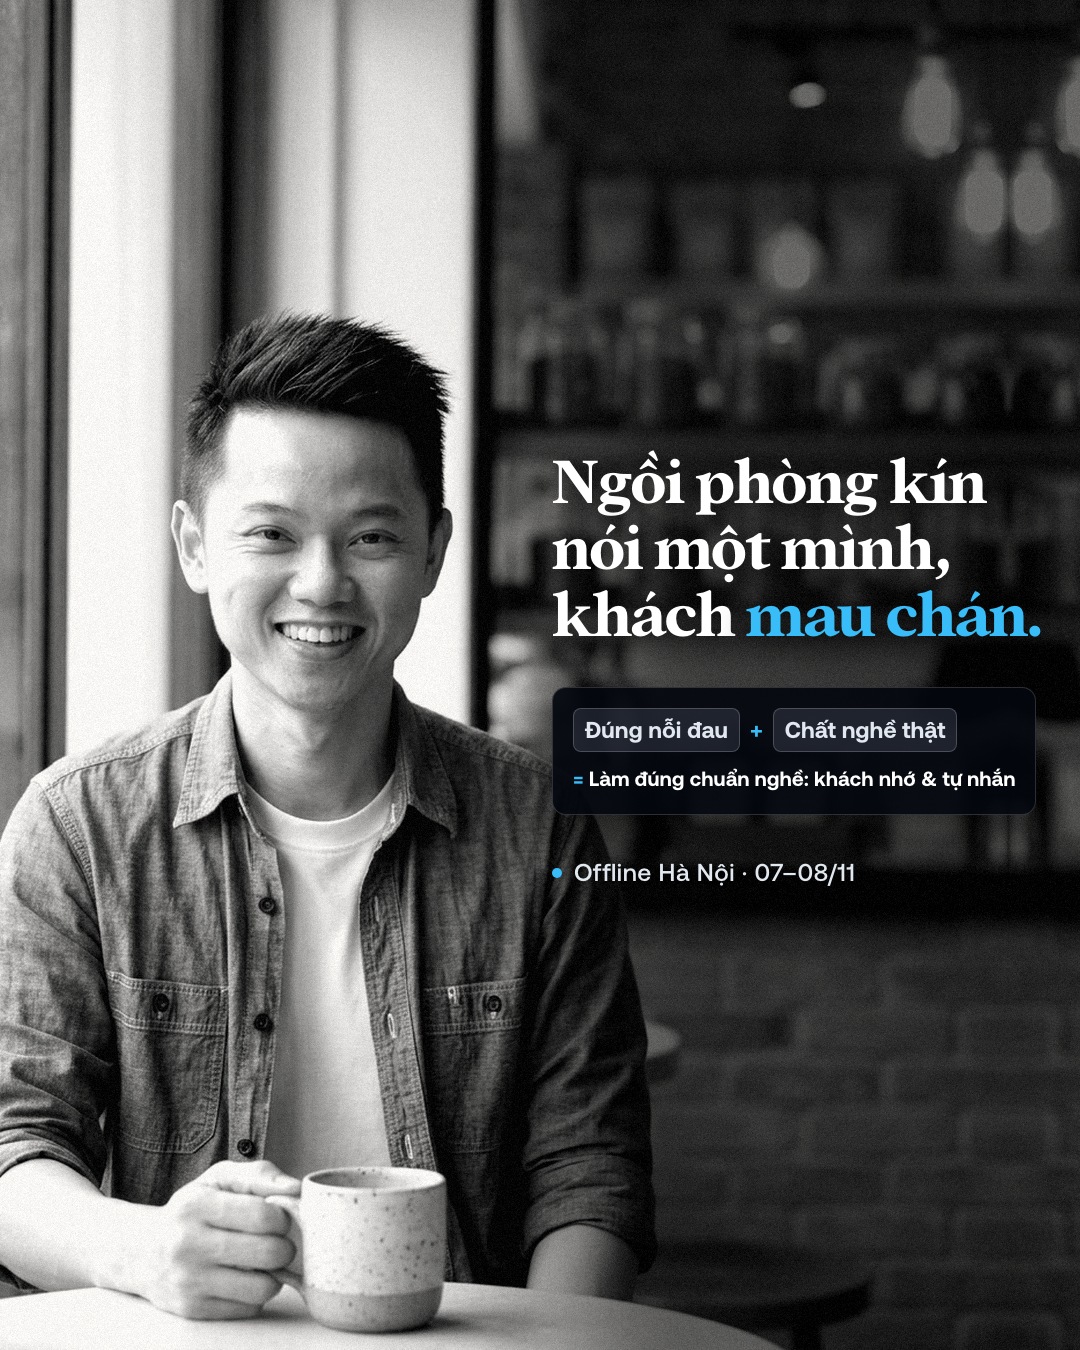 Ngồi phòng kín
nói một mình,
khách mau chán.
Đúng nỗi đau + Chất nghề thật
= Làm đúng chuẩn nghề: khách nhớ & tự nhắn
Offline Hà Nội · 07–08/11